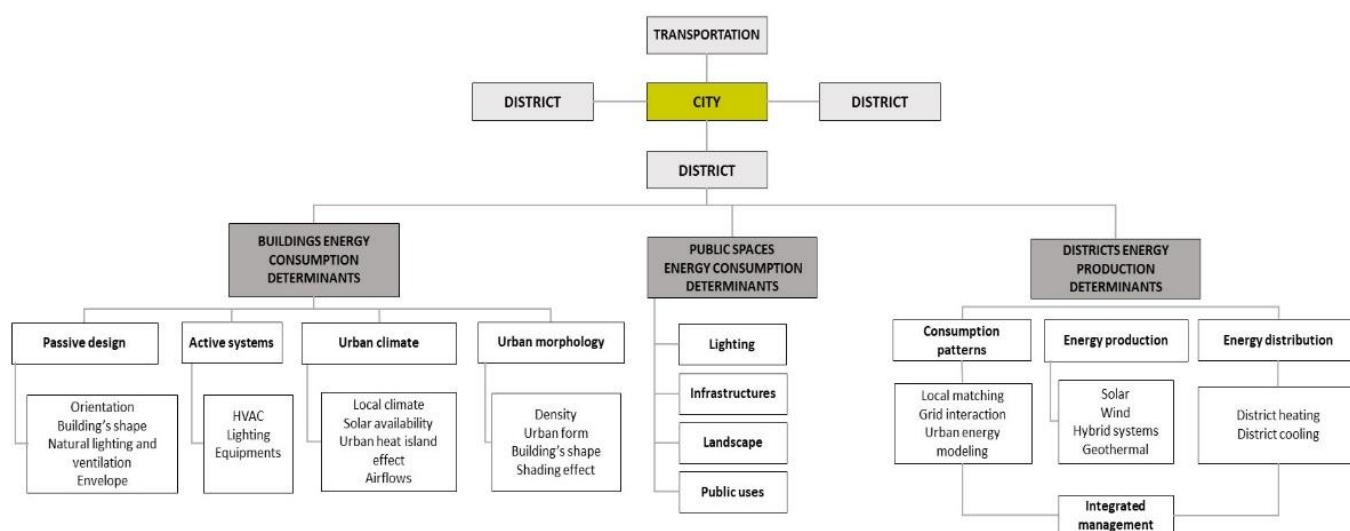 TRANSPORTATION
DISTRICT
CITY
DISTRICT
DISTRICT
BUILDINGS ENERGY
CONSUMPTION
DETERMINANTS
PUBLIC SPACES
ENERGY CONSUMPTION
DETERMINANTS
DISTRICTS ENERGY
PRODUCTION
DETERMINANTS
Passive design
Active systems
Urban climate
Urban morphology
Orientation
Building's shape
Natural lighting and
ventilation
Envelope
HVAC
Lighting
Equipments
Local climate
Solar availability
Urban heat island
effect
Airflows
Density
Urban form
Building's shape
Shading effect
Lighting
Infrastructures
Landscape
Public uses
Consumption
patterns
Energy production
Energy distribution
Local matching
Grid interaction
Urban energy
modeling
Solar
Wind
Hybrid systems
Geothermal
District heating
District cooling
Integrated
management